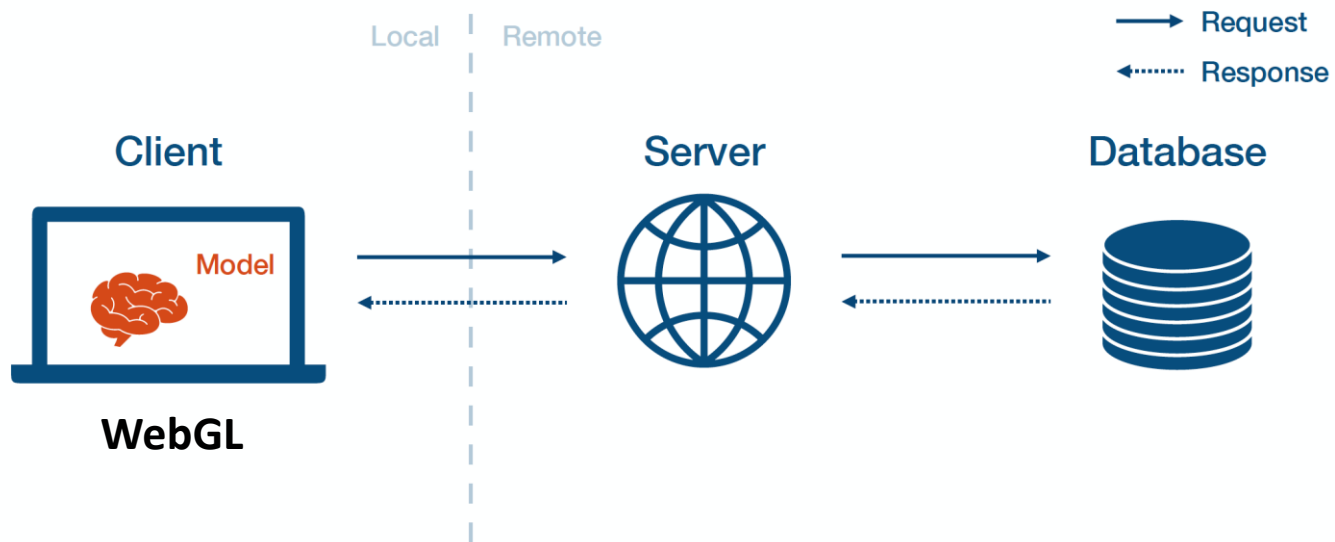 Local
Remote
Request
Response
Client
Server
Database
Model
WebGL